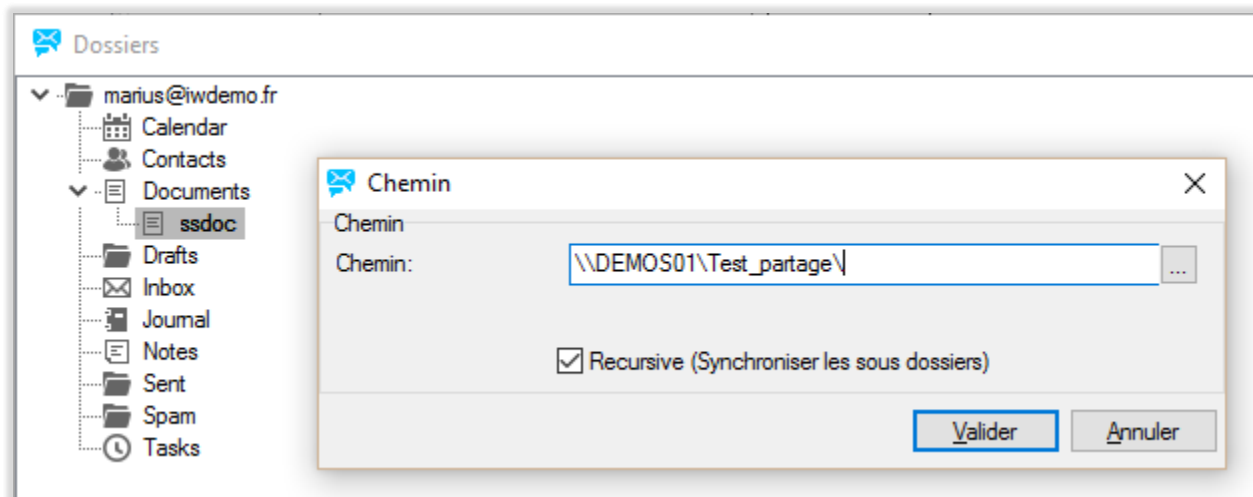 Dossiers
marius@iwdemo.fr
Calendar
Contacts
Documents
ssdoc
Drafts
Inbox
Journal
Notes
Sent
Spam
Tasks
Chemin
Chemin
Chemin:
\\DEMOS01\Test_partage\
...
Recursive (Synchroniser les sous dossiers)
Valider
Annuler